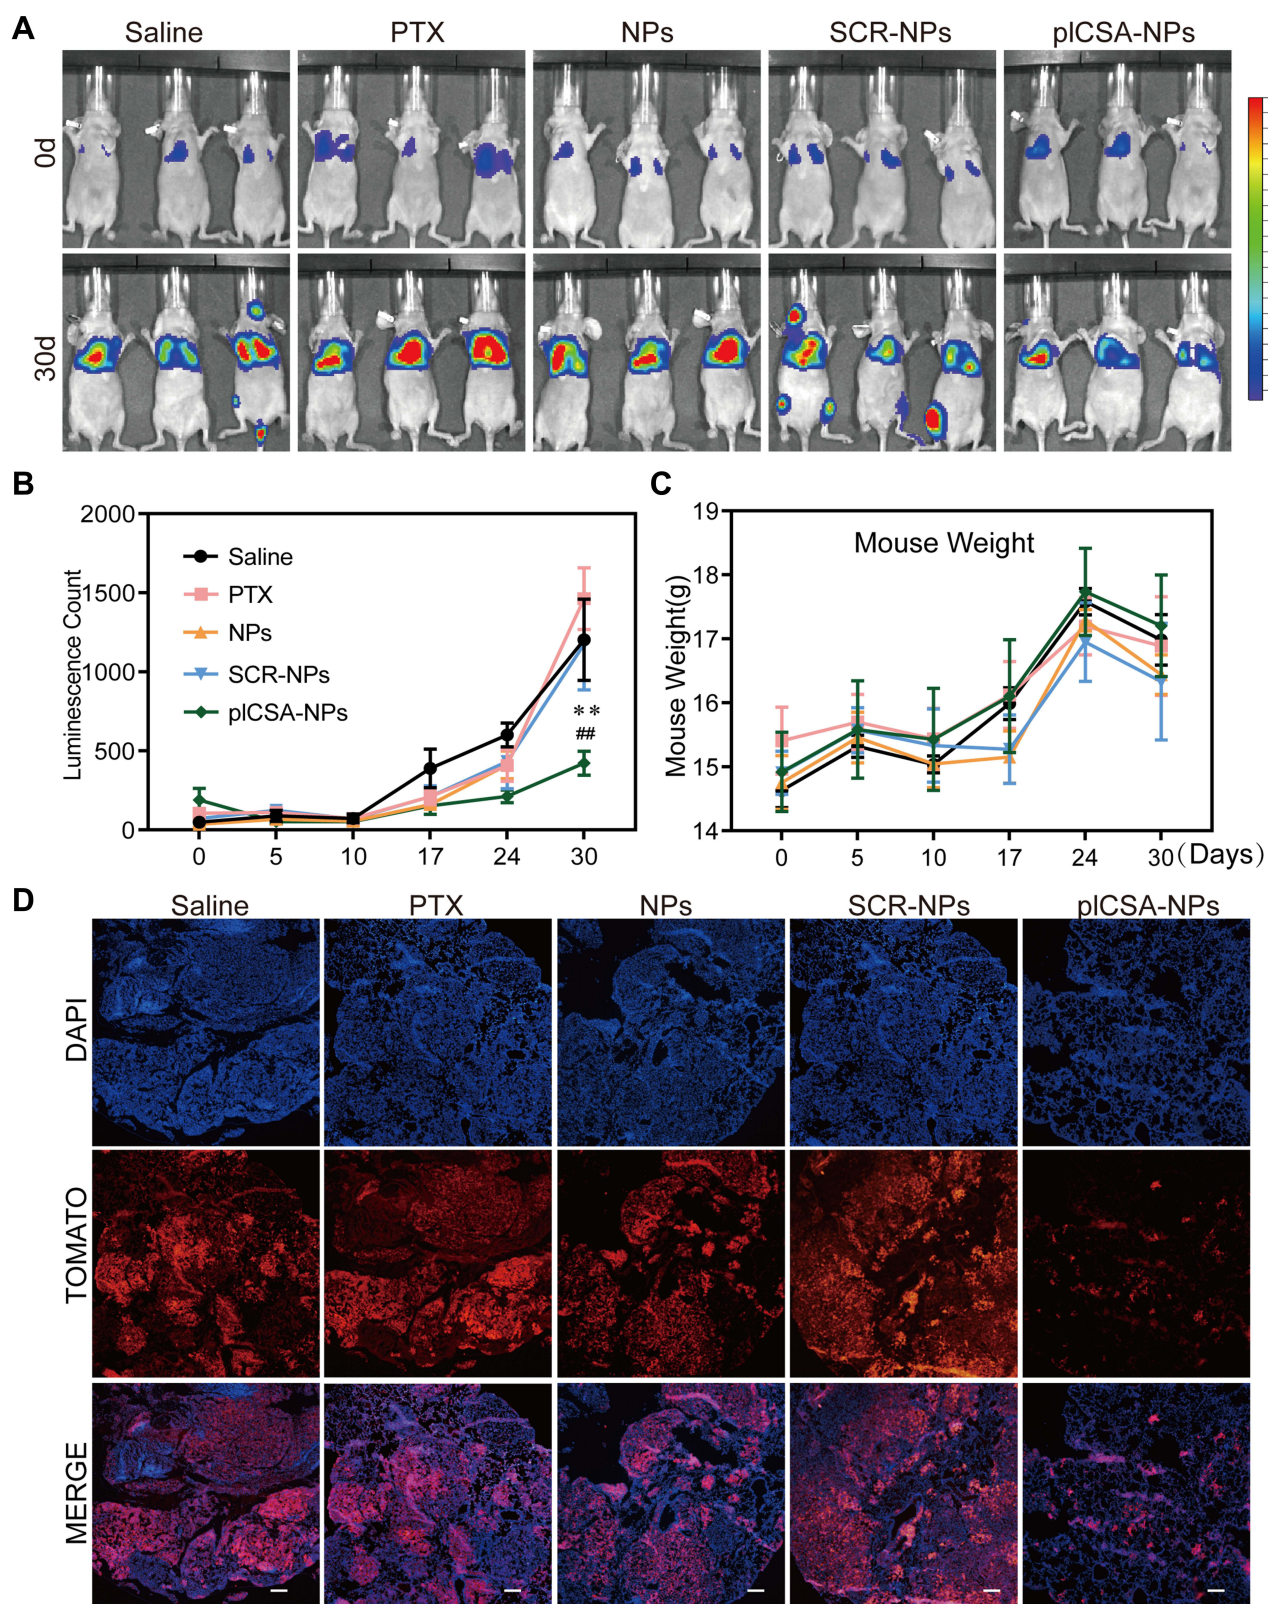 A
Saline PTX NPs SCR-NPs plCSA-NPs
0d
30d
B
Luminescence Count
2000
1500
1000
500
0
Saline
PTX
NPs
SCR-NPs
plCSA-NPs
**
##
0 5 10 17 24 30
C
Mouse Weight
Mouse Weight(g)
19
18
17
16
15
14
0 5 10 17 24 30 (Days)
D
Saline PTX NPs SCR-NPs plCSA-NPs
DAPI
TOMATO
MERGE